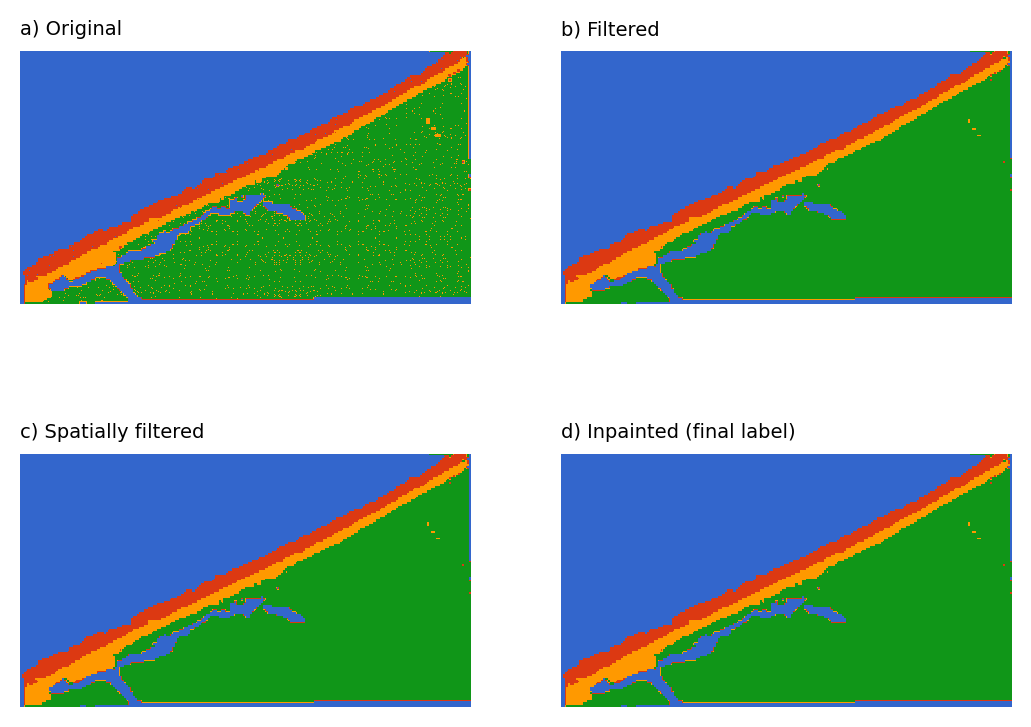 a) Original
b) Filtered
c) Spatially filtered
d) Inpainted (final label)